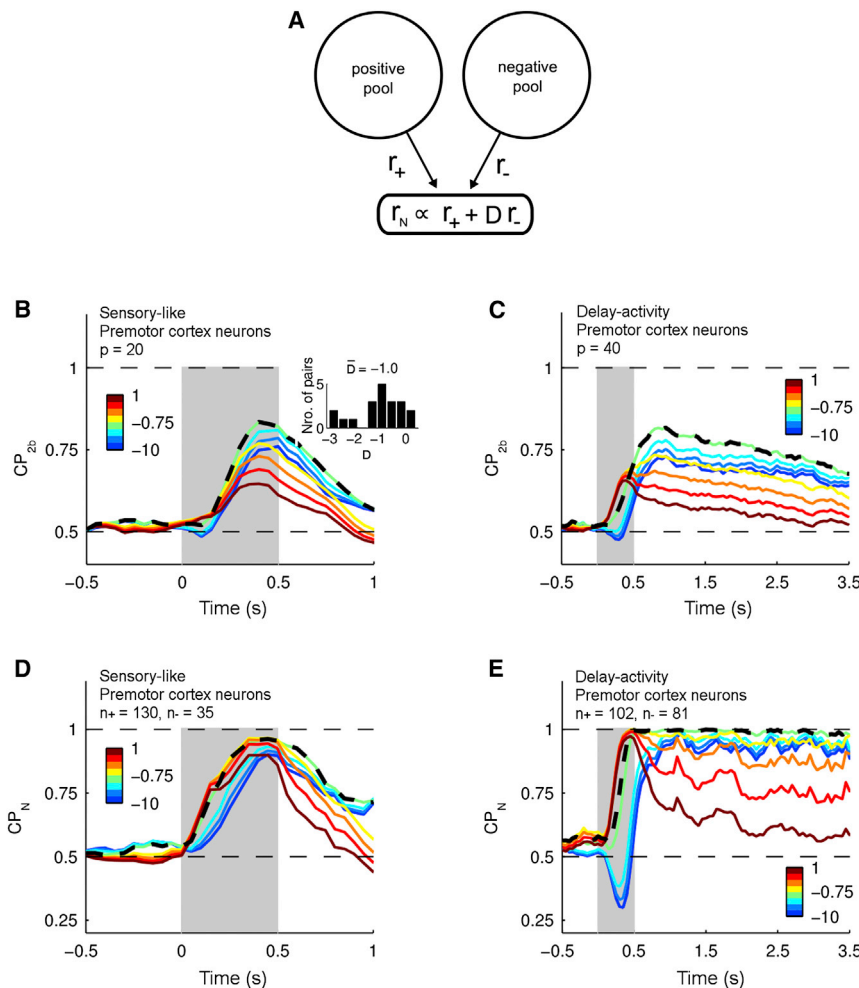 A
positive
pool
negative
pool
r+
r-
rN ∝ r+ + D r-
B
Sensory-like
Premotor cortex neurons
p = 20
1
-0.75
-10
Nro. of pairs
D̅ = -1.0
5
0
-3 -2 -1 0
D
CP2b
1
0.75
0.5
-0.5 0 0.5 1
Time (s)
C
Delay-activity
Premotor cortex neurons
p = 40
1
-0.75
-10
CP2b
1
0.75
0.5
-0.5 0.5 1.5 2.5 3.5
Time (s)
D
Sensory-like
Premotor cortex neurons
n+ = 130, n- = 35
1
-0.75
-10
CPN
1
0.75
0.5
0.25
-0.5 0 0.5 1
Time (s)
E
Delay-activity
Premotor cortex neurons
n+ = 102, n- = 81
1
-0.75
-10
CPN
1
0.75
0.5
0.25
-0.5 0.5 1.5 2.5 3.5
Time (s)